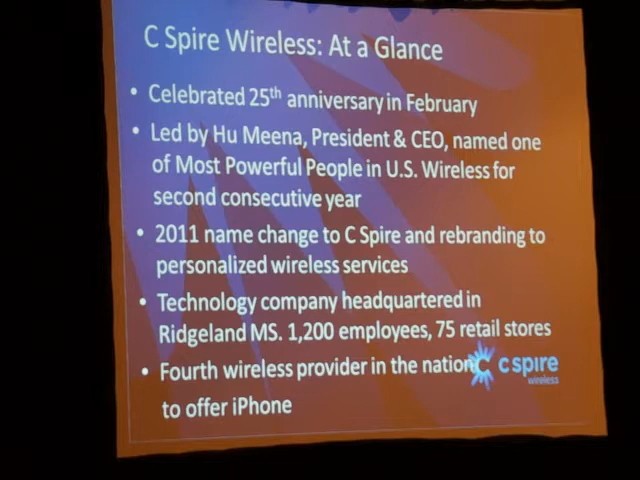 C Spire Wireless: At a Glance
• Celebrated 25th anniversary in February
• Led by Hu Meena, President & CEO, named one
of Most Powerful People in U.S. Wireless for
second consecutive year
• 2011 name change to C Spire and rebranding to
personalized wireless services
• Technology company headquartered in
Ridgeland MS. 1,200 employees, 75 retail stores
• Fourth wireless provider in the nation
to offer iPhone
C c spire
wireless